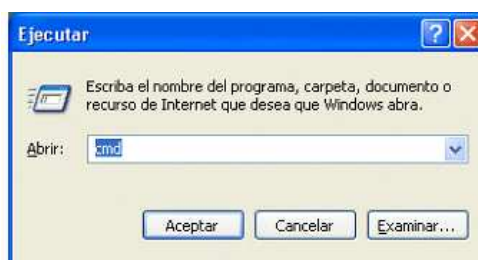 Ejecutar
Escriba el nombre del programa, carpeta, documento o
recurso de Internet que desea que Windows abra.
Abrir: cmd
Aceptar Cancelar Examinar...